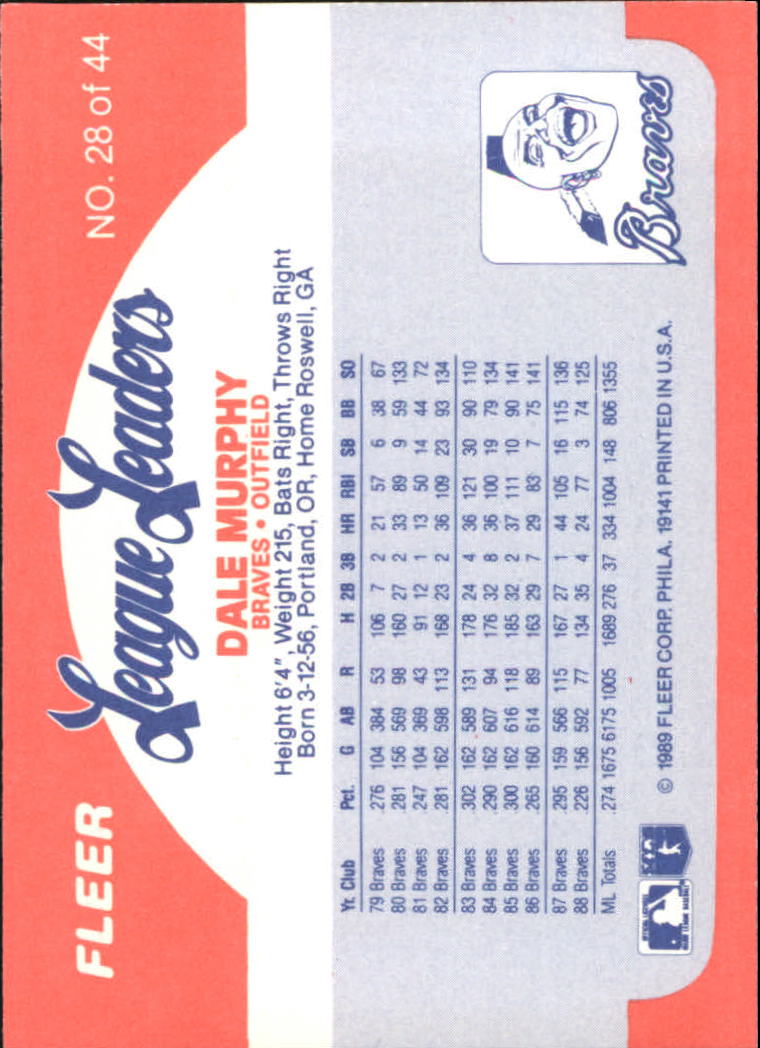 FLEER
NO. 28 of 44
League Leaders
DALE MURPHY
BRAVES • OUTFIELD
Height 6'4", Weight 215, Bats Right, Throws Right
Born 3-12-56, Portland, OR, Home Roswell, GA
Yr. Club Pct. G AB R H 2B 3B HR RBI SB BB SO
79 Braves .276 104 384 53 106 7 2 21 57 6 38 67
80 Braves .281 156 569 98 160 27 2 33 89 9 59 133
81 Braves .247 104 369 43 91 12 1 13 50 14 44 72
82 Braves .281 162 598 113 168 23 2 36 109 23 93 134
83 Braves .302 162 589 131 178 24 4 36 121 30 90 110
84 Braves .290 162 607 94 176 32 8 36 100 19 79 134
85 Braves .300 162 616 118 185 32 2 37 111 10 90 141
86 Braves .265 160 614 89 163 29 7 29 83 7 75 141
87 Braves .295 159 566 115 167 27 1 44 105 16 115 136
88 Braves .226 156 592 77 134 35 4 24 77 3 74 125
ML Totals .274 1675 6175 1005 1689 276 37 334 1004 148 806 1355
Braves
© 1989 FLEER CORP. PHILA. 19141 PRINTED IN U.S.A.